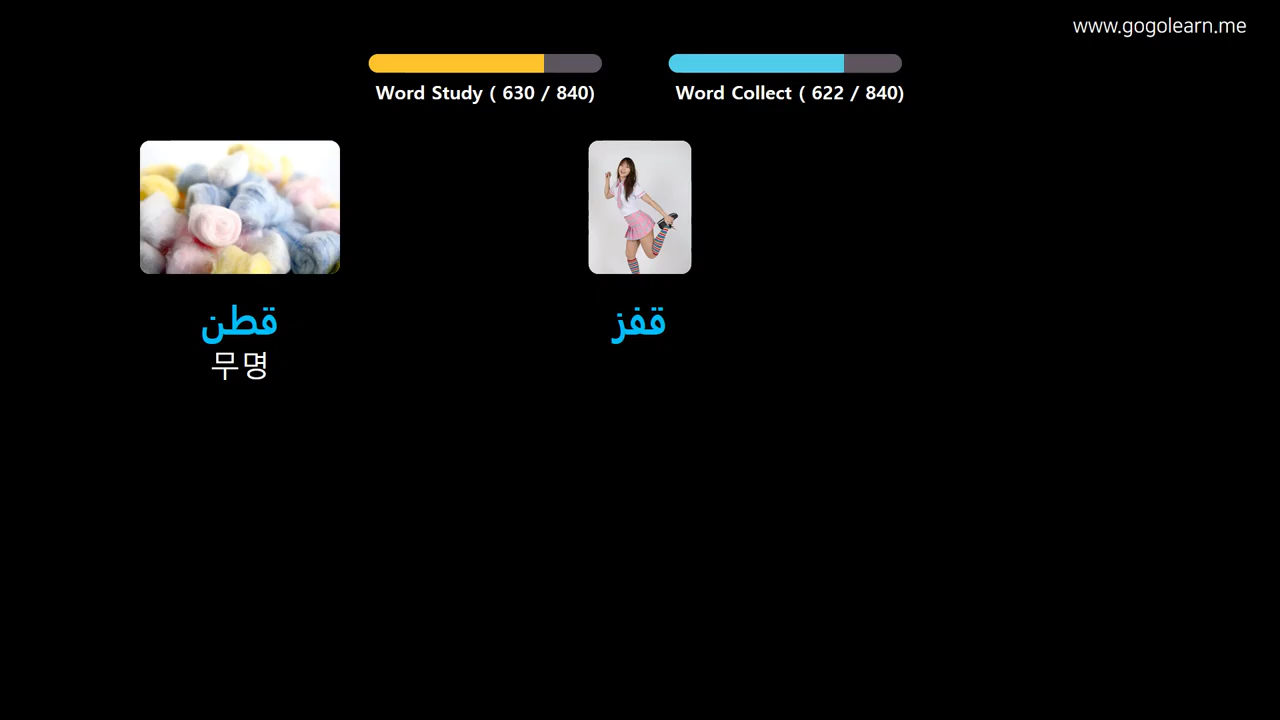 www.gogolearn.me
Word Study ( 630 / 840)
Word Collect ( 622 / 840)
قطن
무명
قفز